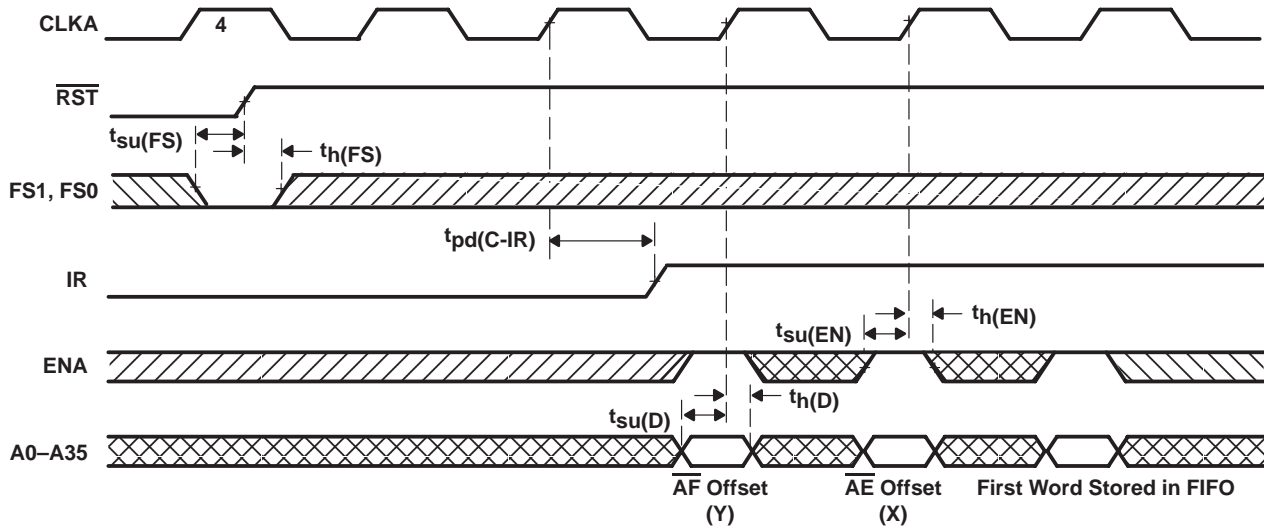 CLKA
4
RST
tsu(FS)
th(FS)
FS1, FS0
tpd(C-IR)
IR
tsu(EN)
th(EN)
ENA
tsu(D)
th(D)
A0–A35
AF Offset
(Y)
AE Offset
(X)
First Word Stored in FIFO